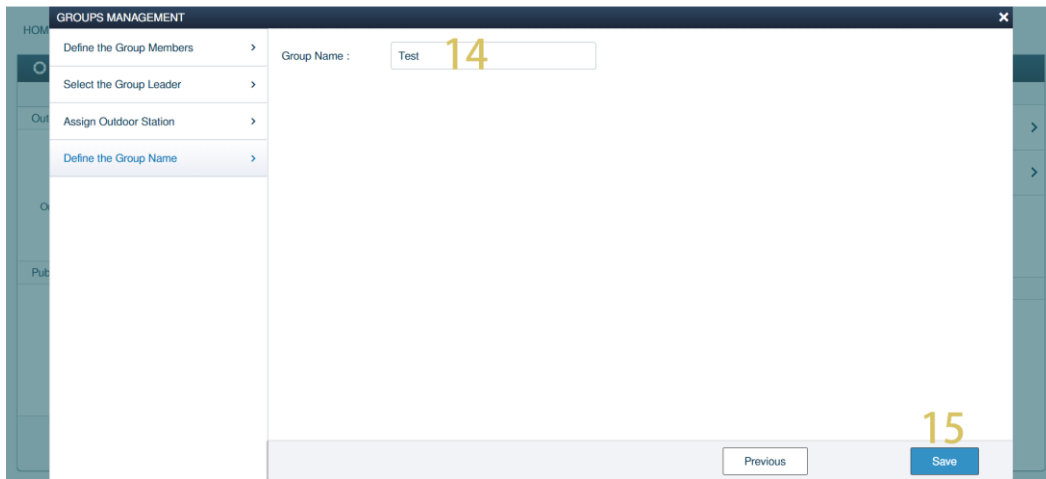 GROUPS MANAGEMENT
HOM
Define the Group Members
Group Name :
Test
14
Select the Group Leader
Out
Assign Outdoor Station
Define the Group Name
Pub
15
Previous
Save